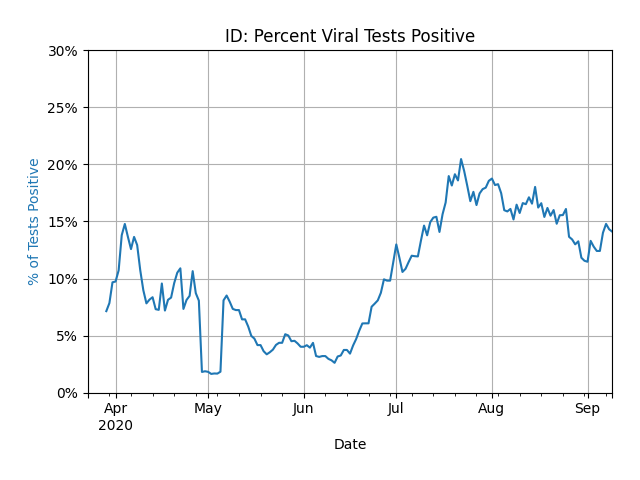 ID: Percent Viral Tests Positive
30%
25%
20%
15%
10%
5%
0%
% of Tests Positive
Apr
2020
May
Jun
Jul
Aug
Sep
Date